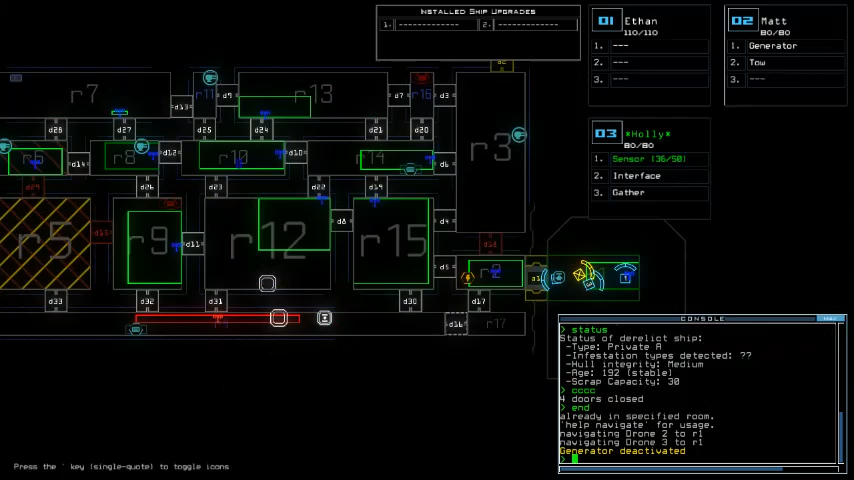 Installed Ship Upgrades
1. ------------- 2. -------------
01 Ethan
110/110
1. ---
2. ---
3. ---
02 Matt
80/80
1. Generator
2. Tow
3. ---
03 *Holly*
80/80
1. Sensor (36/50)
2. Interface
3. Gather
r7
r11
d9
r13
d7
r16
d3
d13
r3
d28
d27
d25
d24
d21
d20
r6
d14
r8
d12
r10
d10
r14
d6
d29
d26
d23
d22
d19
r5
d15
r9
d11
r12
d8
r15
d4
d18
d5
r2
d1
d33
d32
d31
d30
d17
d16
r17
CONSOLE
> status
Status of derelict ship:
-Type: Private A
-Infestation types detected: ??
-Hull integrity: Medium
-Age: 192 (stable)
-Scrap Capacity: 30
> cccc
4 doors closed
> end
already in specified room.
'help navigate' for usage.
navigating Drone 2 to r1
navigating Drone 3 to r1
Generator deactivated
>
Press the ' key (single-quote) to toggle icons